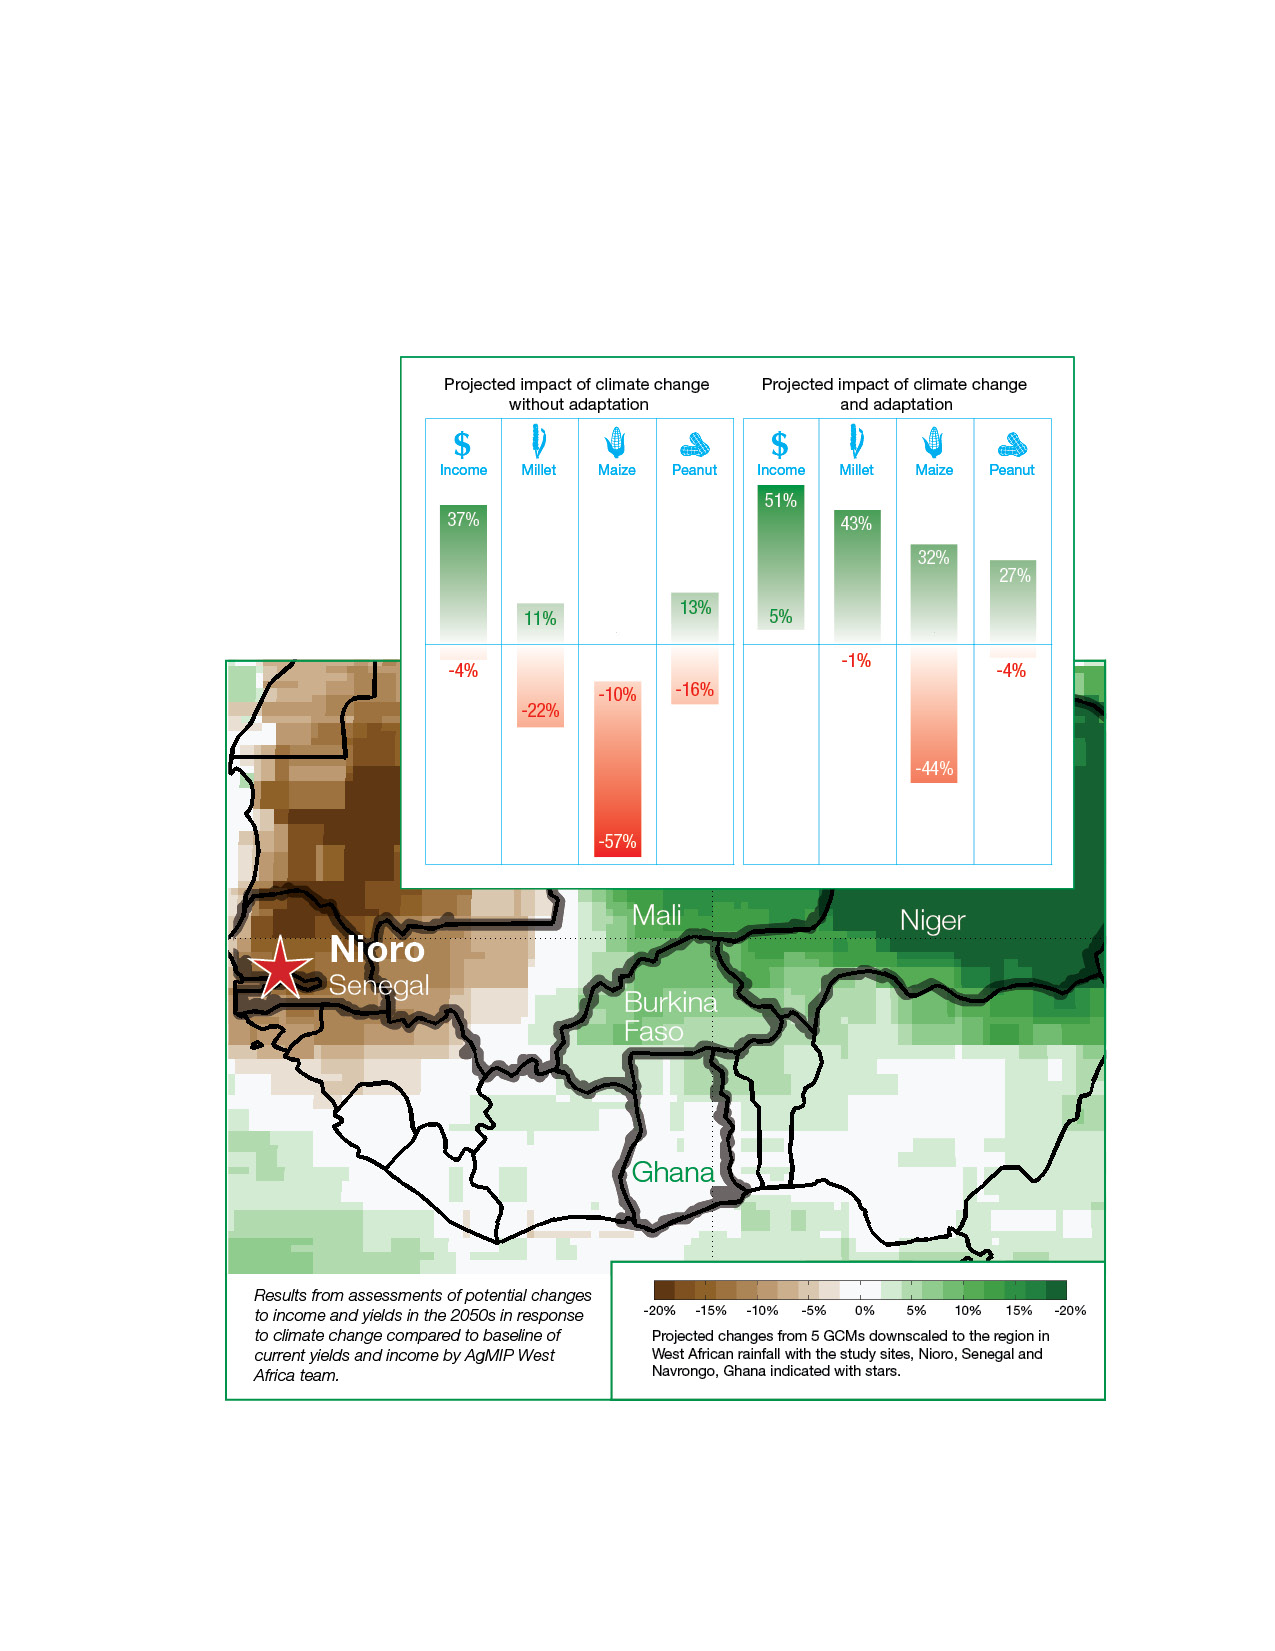 Projected impact of climate change
without adaptation
Projected impact of climate change
and adaptation
$ $
Income Millet Maize Peanut Income Millet Maize Peanut
37% 11% 13% 51% 5% 43% 32% 27%
-4% -22% -10% -57% -16% -1% -44% -4%
Mali
Niger
Nioro
Senegal
Burkina
Faso
Ghana
Results from assessments of potential changes
to income and yields in the 2050s in response
to climate change compared to baseline of
current yields and income by AgMIP West
Africa team.
-20% -15% -10% -5% 0% 5% 10% 15% -20%
Projected changes from 5 GCMs downscaled to the region in
West African rainfall with the study sites, Nioro, Senegal and
Navrongo, Ghana indicated with stars.